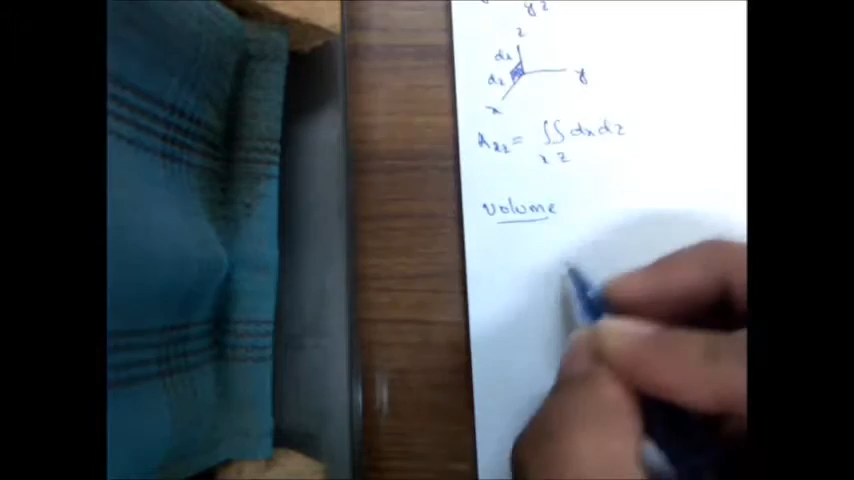 y z
z
dx
dz
y
x
A_xz = ∫∫ dx dz
x z
volume